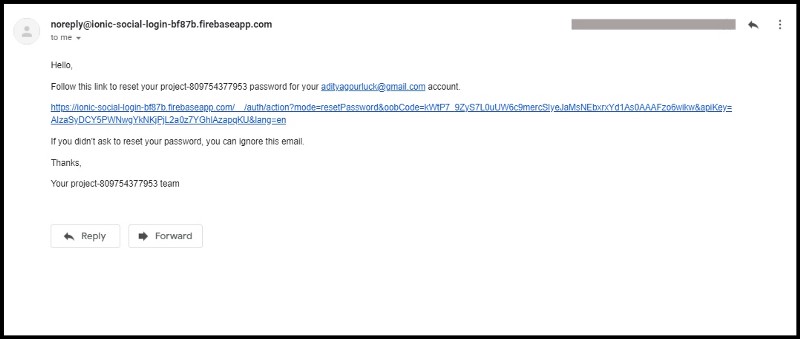 noreply@ionic-social-login-bf87b.firebaseapp.com
to me
Hello,
Follow this link to reset your project-809754377953 password for your adityagourluck@gmail.com account.
https://ionic-social-login-bf87b.firebaseapp.com/__/auth/action?mode=resetPassword&oobCode=kWtP7_9ZyS7L0uUW6c9mercSlyeJaMsNEbxrxYd1As0AAAFzo6wikw&apiKey=
AIzaSyDCY5PWNwgYkNKjPjL2a0z7YGhlAzapqKU&lang=en
If you didn't ask to reset your password, you can ignore this email.
Thanks,
Your project-809754377953 team
Reply Forward